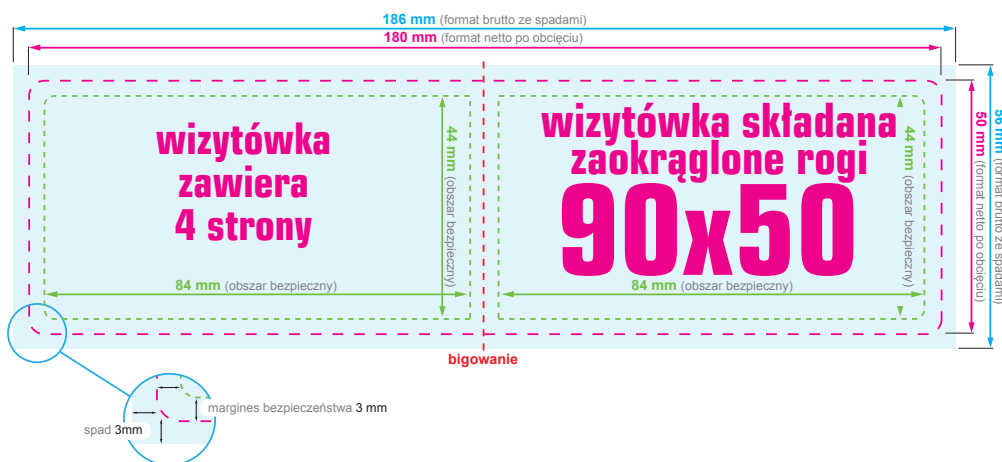 186 mm (format brutto ze spadami)
180 mm (format netto po obcięciu)
wizytówka
zawiera
4 strony
44 mm (obszar bezpieczny)
84 mm (obszar bezpieczny)
wizytówka składana
zaokrąglone rogi
90x50
44 mm (obszar bezpieczny)
84 mm (obszar bezpieczny)
50 mm (format netto po obcięciu)
56 mm (format brutto ze spadami)
bigowanie
margines bezpieczeństwa 3 mm
spad 3mm